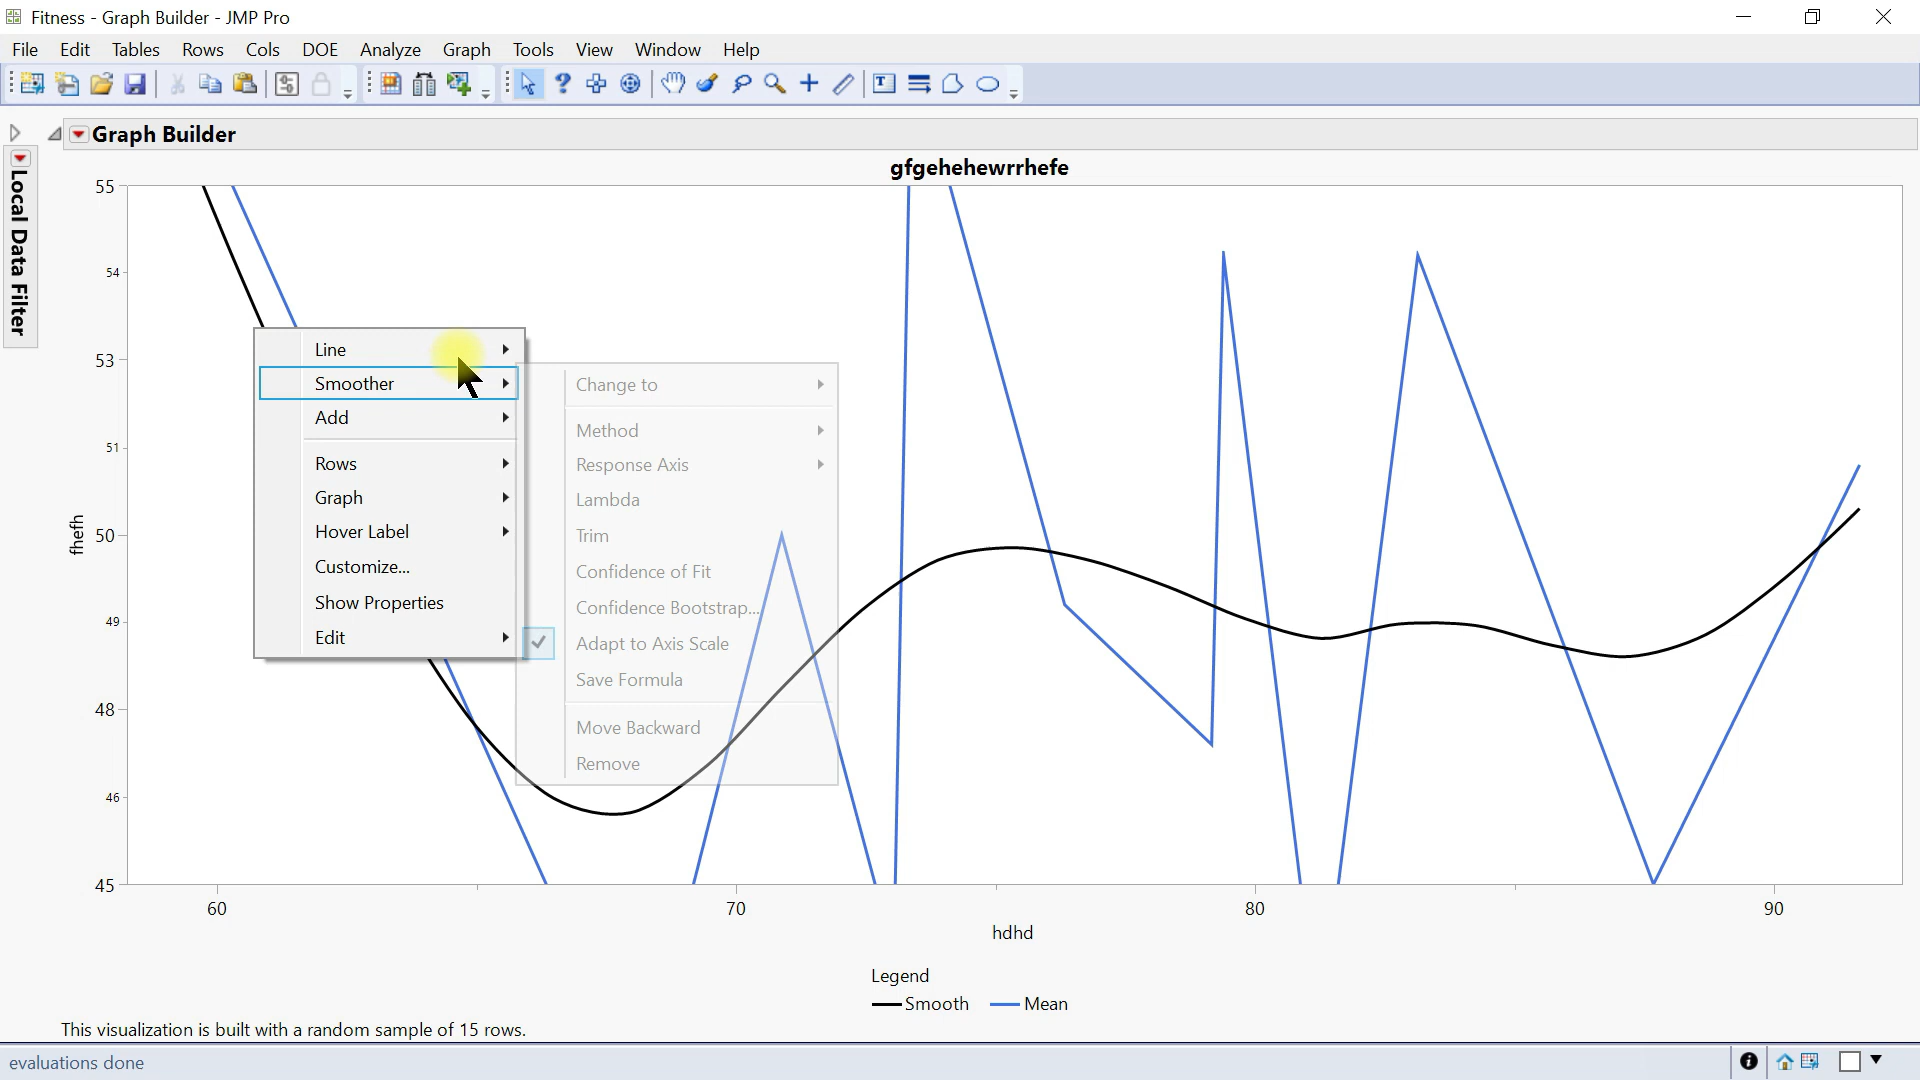 Fitness - Graph Builder - JMP Pro
File Edit Tables Rows Cols DOE Analyze Graph Tools View Window Help
Graph Builder
Local Data Filter
gfgehehewrrhefe
55
54
53
51
50
49
48
46
45
fhefh
Line
Smoother
Add
Rows
Graph
Hover Label
Customize...
Show Properties
Edit
Change to
Method
Response Axis
Lambda
Trim
Confidence of Fit
Confidence Bootstrap...
Adapt to Axis Scale
Save Formula
Move Backward
Remove
60 70 80 90
hdhd
Legend
Smooth Mean
This visualization is built with a random sample of 15 rows.
evaluations done